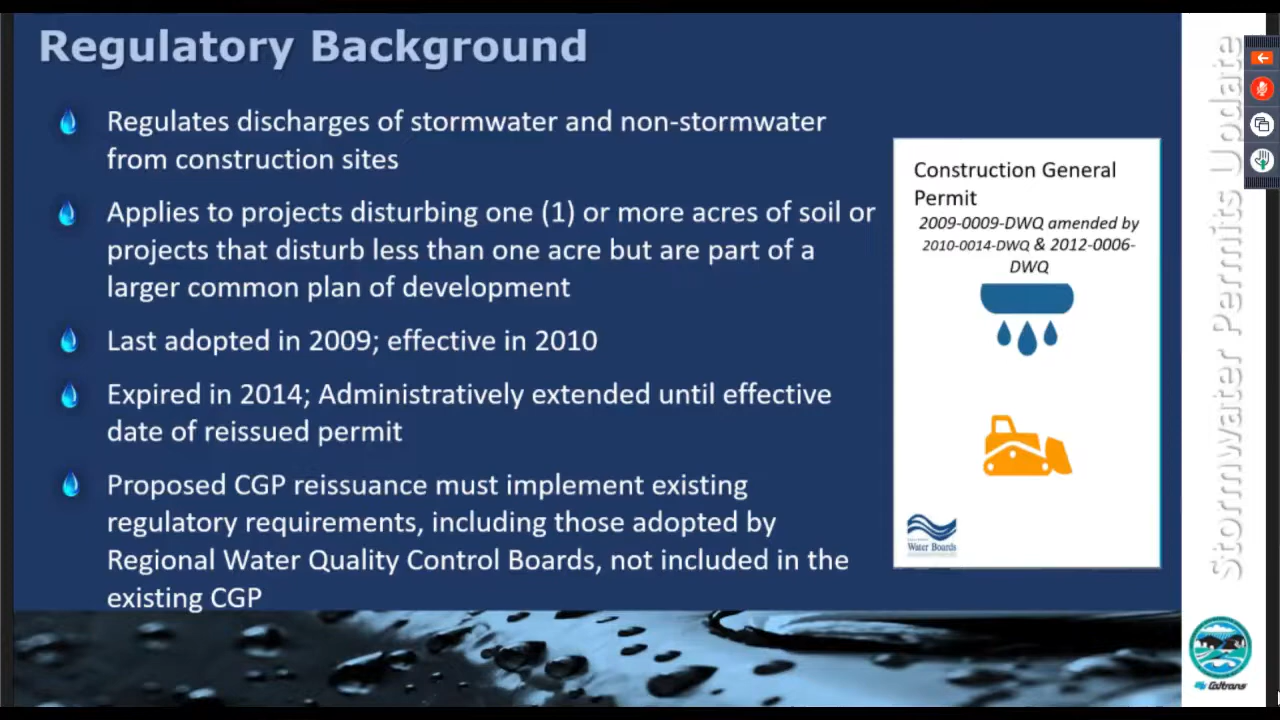 Regulatory Background
Regulates discharges of stormwater and non-stormwater
from construction sites
Applies to projects disturbing one (1) or more acres of soil or
projects that disturb less than one acre but are part of a
larger common plan of development
Last adopted in 2009; effective in 2010
Expired in 2014; Administratively extended until effective
date of reissued permit
Proposed CGP reissuance must implement existing
regulatory requirements, including those adopted by
Regional Water Quality Control Boards, not included in the
existing CGP
Construction General
Permit
2009-0009-DWQ amended by
2010-0014-DWQ & 2012-0006-
DWQ
Water Boards
Stormwater Permits Update
Caltrans